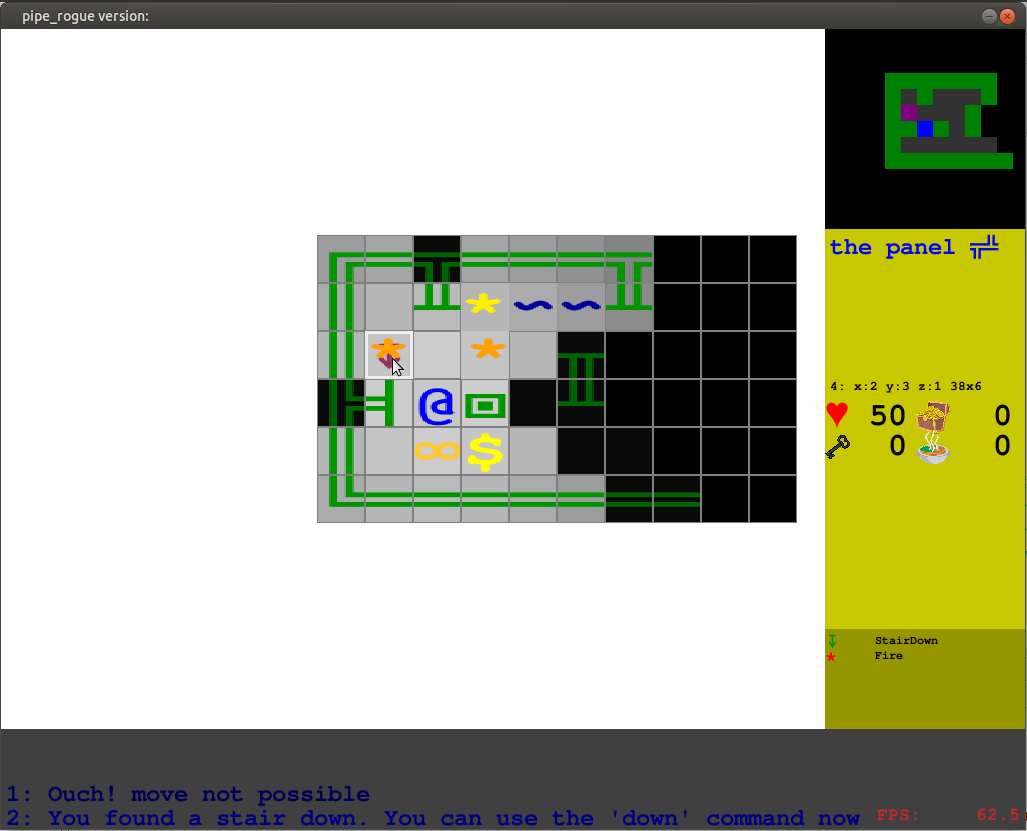 pipe_rogue version:
the panel ╬
4: x:2 y:3 z:1 38x6
50 0
0 0
* ~ ~
* *
@
∞ $
StairDown
* Fire
1: Ouch! move not possible
2: You found a stair down. You can use the 'down' command now
FPS: 62.5